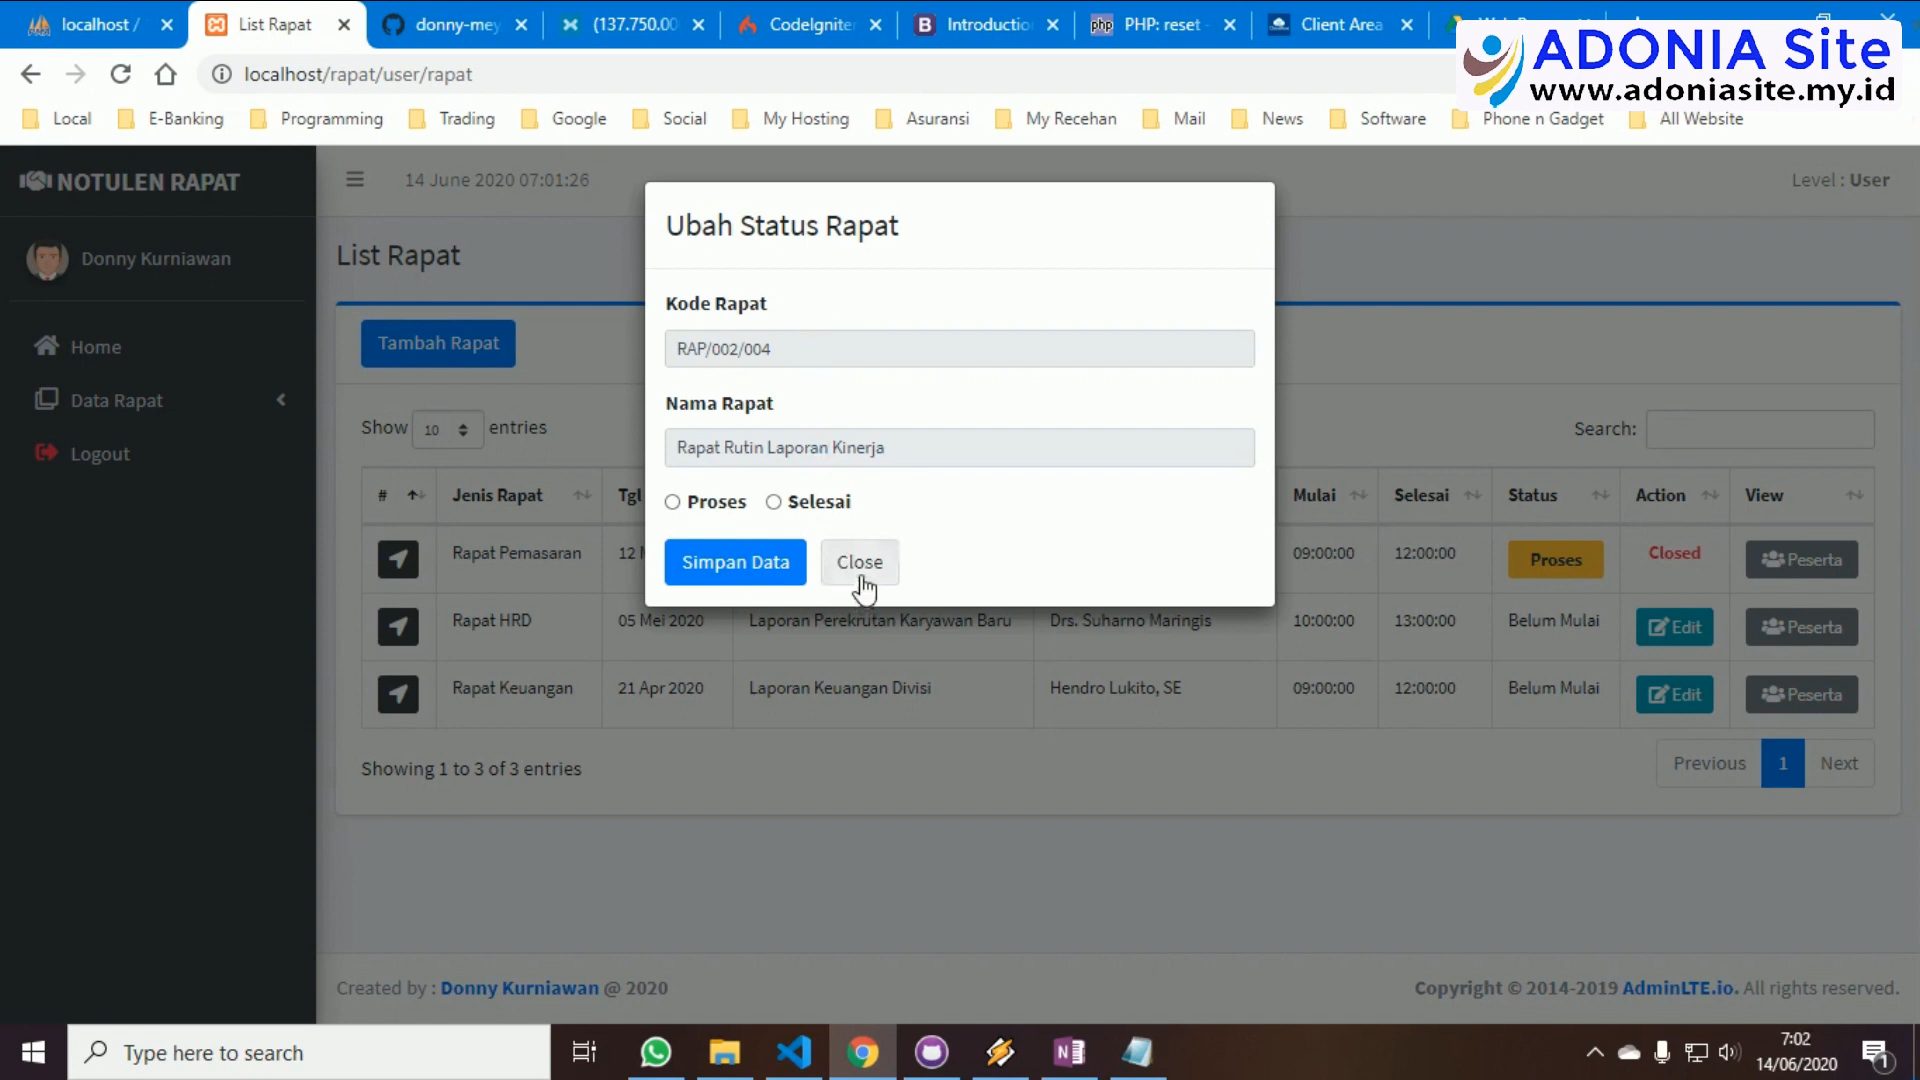 localhost /
List Rapat
donny-mey
(137.750.00
CodeIgniter
Introduction
php PHP: reset -
Client Area
ADONIA Site
www.adoniasite.my.id
localhost/rapat/user/rapat
Local
E-Banking
Programming
Trading
Google
Social
My Hosting
Asuransi
My Recehan
Mail
News
Software
Phone n Gadget
All Website
NOTULEN RAPAT
14 June 2020 07:01:26
Level : User
Donny Kurniawan
Home
Data Rapat
Logout
List Rapat
Tambah Rapat
Show 10 entries
Search:
Ubah Status Rapat
Kode Rapat
RAP/002/004
Nama Rapat
Rapat Rutin Laporan Kinerja
Proses Selesai
Simpan Data Close
# Jenis Rapat Tgl Mulai Selesai Status Action View
Rapat Pemasaran 12 M 09:00:00 12:00:00 Proses Closed Peserta
Rapat HRD 05 Mei 2020 Laporan Perekrutan Karyawan Baru Drs. Suharno Maringis 10:00:00 13:00:00 Belum Mulai Edit Peserta
Rapat Keuangan 21 Apr 2020 Laporan Keuangan Divisi Hendro Lukito, SE 09:00:00 12:00:00 Belum Mulai Edit Peserta
Showing 1 to 3 of 3 entries
Previous 1 Next
Created by : Donny Kurniawan @ 2020
Copyright © 2014-2019 AdminLTE.io. All rights reserved.
Type here to search
7:02
14/06/2020
1